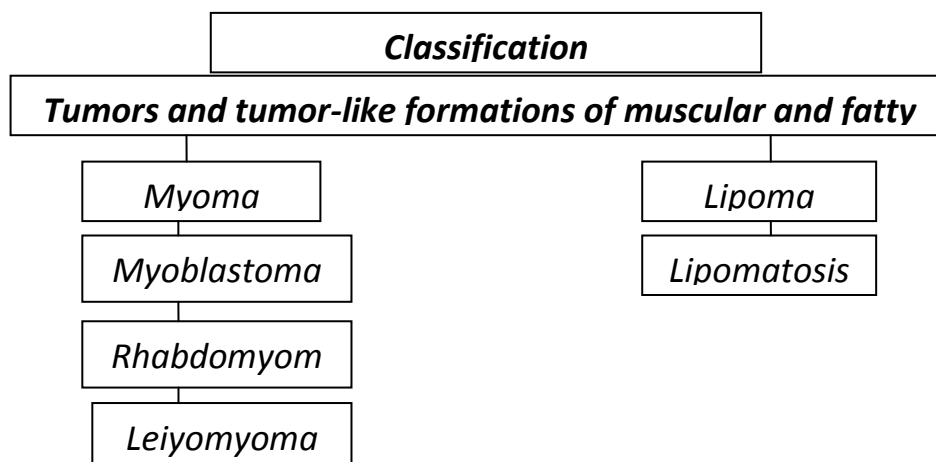 Classification
Tumors and tumor-like formations of muscular and fatty
Myoma
Lipoma
Myoblastoma
Lipomatosis
Rhabdomyom
Leiyomyoma